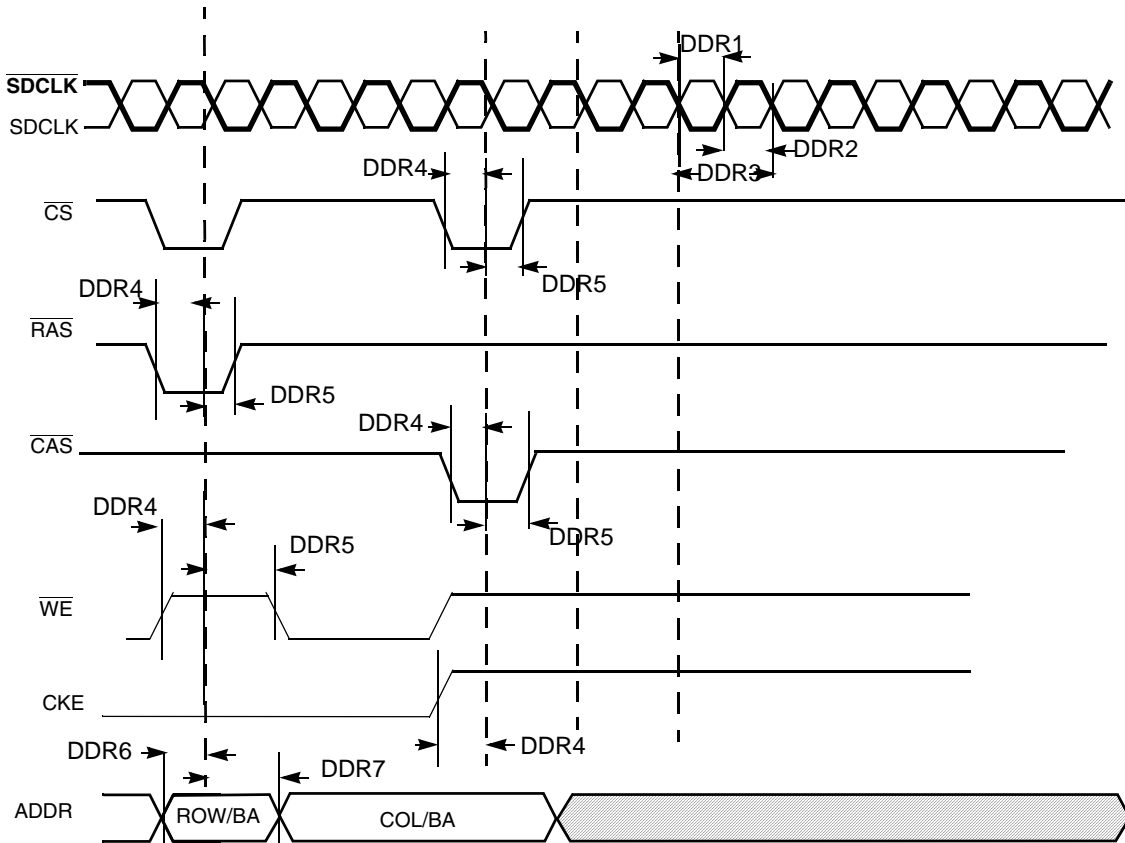 DDR1
SDCLK
SDCLK
DDR4
DDR2
DDR3
CS
DDR4
DDR5
RAS
DDR5
DDR4
CAS
DDR4
DDR5
DDR5
WE
CKE
DDR4
DDR6
DDR7
ADDR
ROW/BA
COL/BA